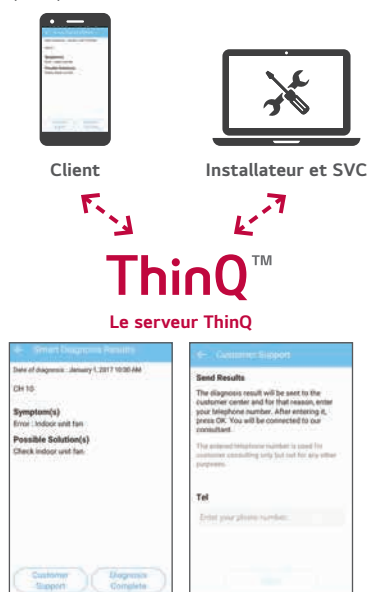 Client
Installateur et SVC
ThinQ™
Le serveur ThinQ
← Smart Diagnosis Results
Date of diagnosis : January 1, 2017 10:00 AM
CH 10
Symptom(s)
Error : Indoor unit fan
Possible Solution(s)
Check indoor unit fan
Customer
Support
Diagnosis
Complete
← Customer Support
Send Results
The diagnosis result will be sent to the
customer center and for that reason, enter
your telephone number. After entering it,
press OK. You will be connected to our
consultant.
The entered telephone number is used for
customer consulting only but not for any other
purposes.
Tel
Enter your phone number.